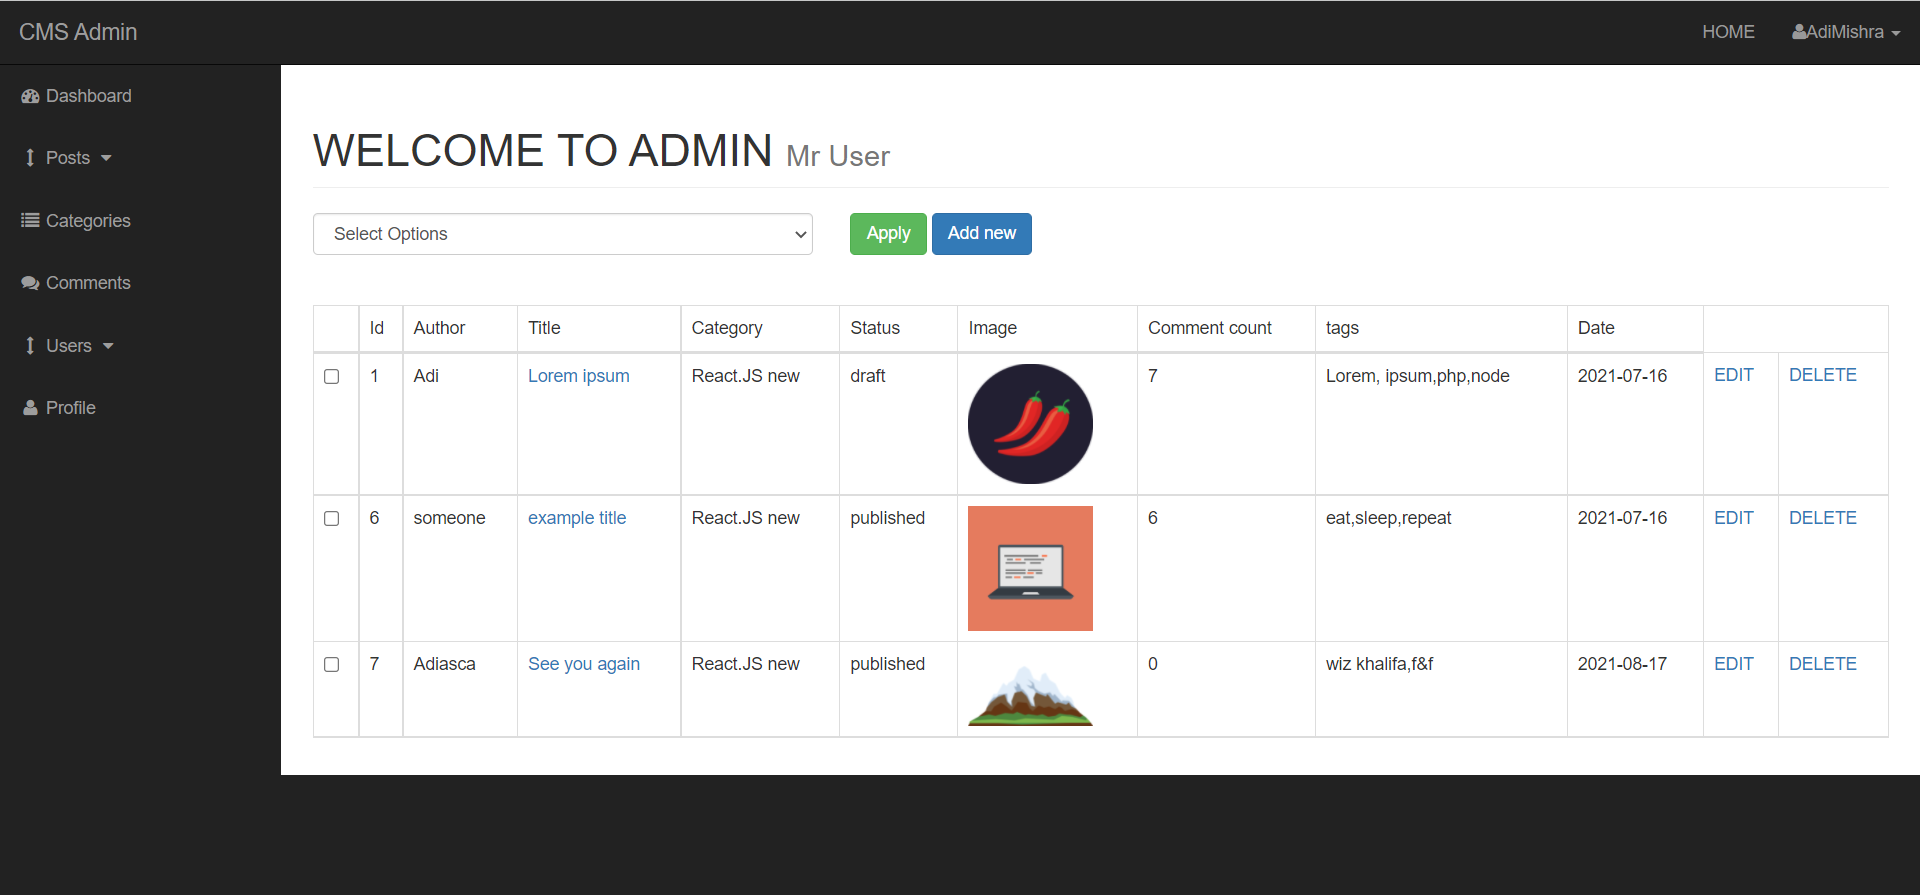 CMS Admin
HOME
AdiMishra
Dashboard
Posts
Categories
Comments
Users
Profile
WELCOME TO ADMIN Mr User
Select Options
Apply
Add new
Id Author Title Category Status Image Comment count tags Date
1 Adi Lorem ipsum React.JS new draft 7 Lorem, ipsum,php,node 2021-07-16 EDIT DELETE
6 someone example title React.JS new published 6 eat,sleep,repeat 2021-07-16 EDIT DELETE
7 Adiasca See you again React.JS new published 0 wiz khalifa,f&f 2021-08-17 EDIT DELETE